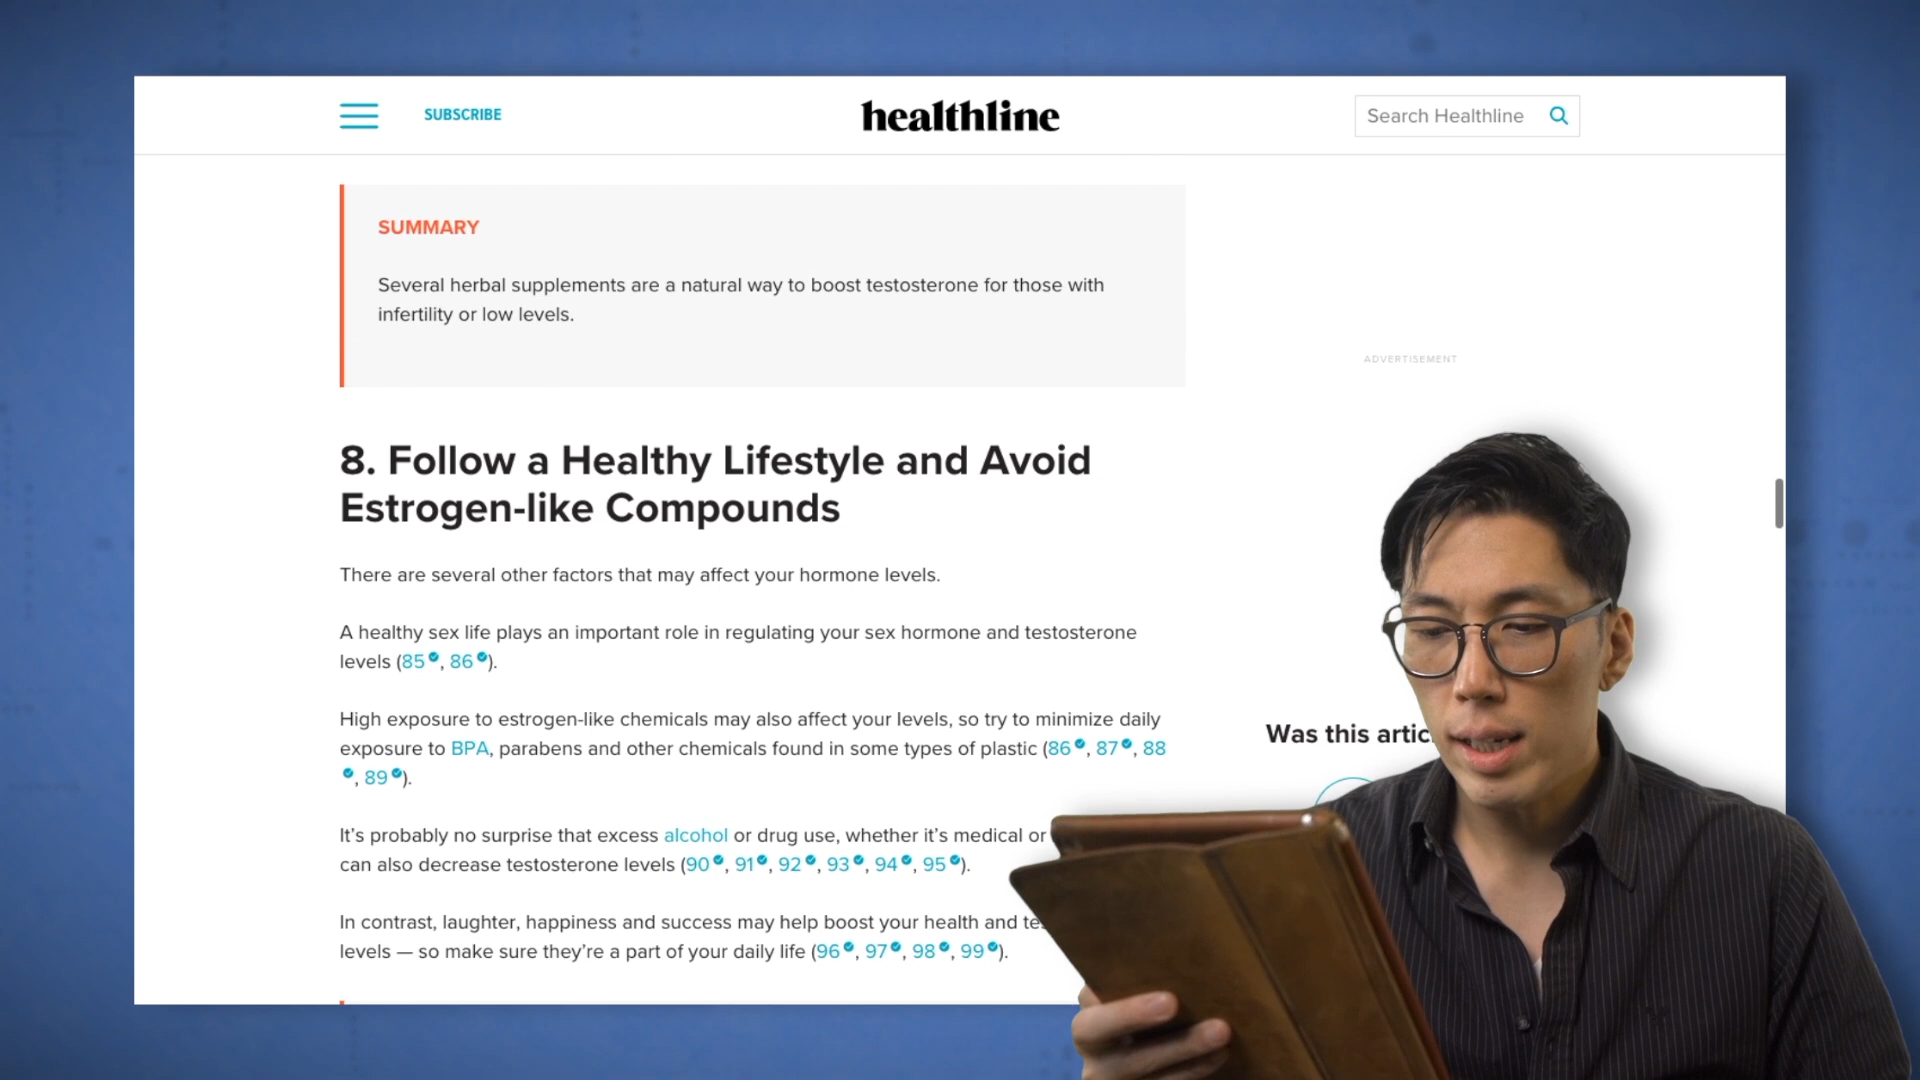 SUBSCRIBE
healthline
Search Healthline
SUMMARY
Several herbal supplements are a natural way to boost testosterone for those with
infertility or low levels.
ADVERTISEMENT
8. Follow a Healthy Lifestyle and Avoid
Estrogen-like Compounds
There are several other factors that may affect your hormone levels.
A healthy sex life plays an important role in regulating your sex hormone and testosterone
levels (85, 86).
High exposure to estrogen-like chemicals may also affect your levels, so try to minimize daily
exposure to BPA, parabens and other chemicals found in some types of plastic (86, 87, 88
, 89).
It’s probably no surprise that excess alcohol or drug use, whether it’s medical or
can also decrease testosterone levels (90, 91, 92, 93, 94, 95).
In contrast, laughter, happiness and success may help boost your health and
levels — so make sure they’re a part of your daily life (96, 97, 98, 99).
Was this